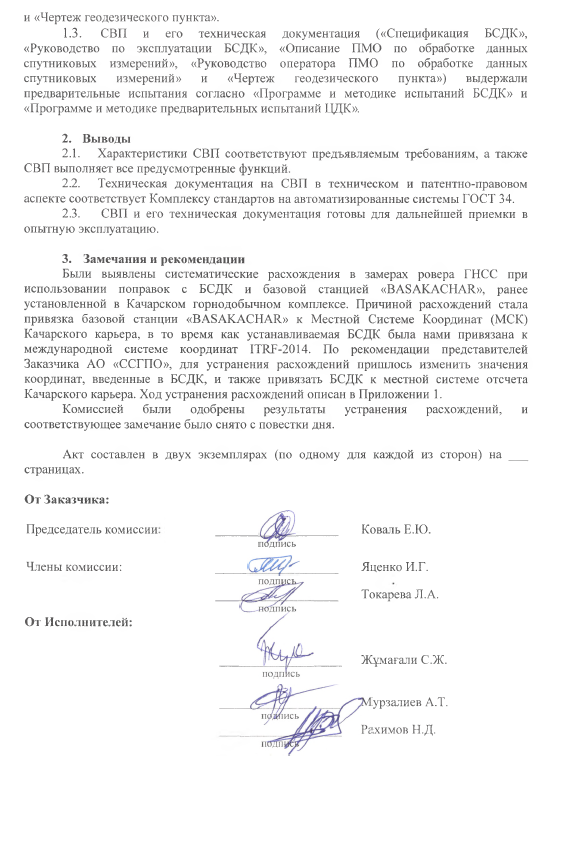 и «Чертеж геодезического пункта».
1.3. СВП и его техническая документация («Спецификация БСДК»,
«Руководство по эксплуатации БСДК», «Описание ПМО по обработке данных
спутниковых измерений», «Руководство оператора ПМО по обработке данных
спутниковых измерений» и «Чертеж геодезического пункта») выдержали
предварительные испытания согласно «Программе и методике испытаний БСДК» и
«Программе и методике предварительных испытаний ЦДК».
2. Выводы
2.1. Характеристики СВП соответствуют предъявляемым требованиям, а также
СВП выполняет все предусмотренные функций.
2.2. Техническая документация на СВП в техническом и патентно-правовом
аспекте соответствует Комплексу стандартов на автоматизированные системы ГОСТ 34.
2.3. СВП и его техническая документация готовы для дальнейшей приемки в
опытную эксплуатацию.
3. Замечания и рекомендации
Были выявлены систематические расхождения в замерах ровера ГНСС при
использовании поправок с БСДК и базовой станцией «BASAKACHAR», ранее
установленной в Качарском горнодобычном комплексе. Причиной расхождений стала
привязка базовой станции «BASAKACHAR» к Местной Системе Координат (МСК)
Качарского карьера, в то время как устанавливаемая БСДК была нами привязана к
международной системе координат ITRF-2014. По рекомендации представителей
Заказчика АО «ССГПО», для устранения расхождений пришлось изменить значения
координат, введенные в БСДК, и также привязать БСДК к местной системе отсчета
Качарского карьера. Ход устранения расхождений описан в Приложении 1.
Комиссией были одобрены результаты устранения расхождений, и
соответствующее замечание было снято с повестки дня.
Акт составлен в двух экземплярах (по одному для каждой из сторон) на ___
страницах.
От Заказчика:
Председатель комиссии: Коваль Е.Ю.
подпись
Члены комиссии: Яценко И.Г.
подпись
Токарева Л.А.
подпись
От Исполнителей:
Жұмағали С.Ж.
подпись
Мурзалиев А.Т.
подпись
Рахимов Н.Д.
подпись